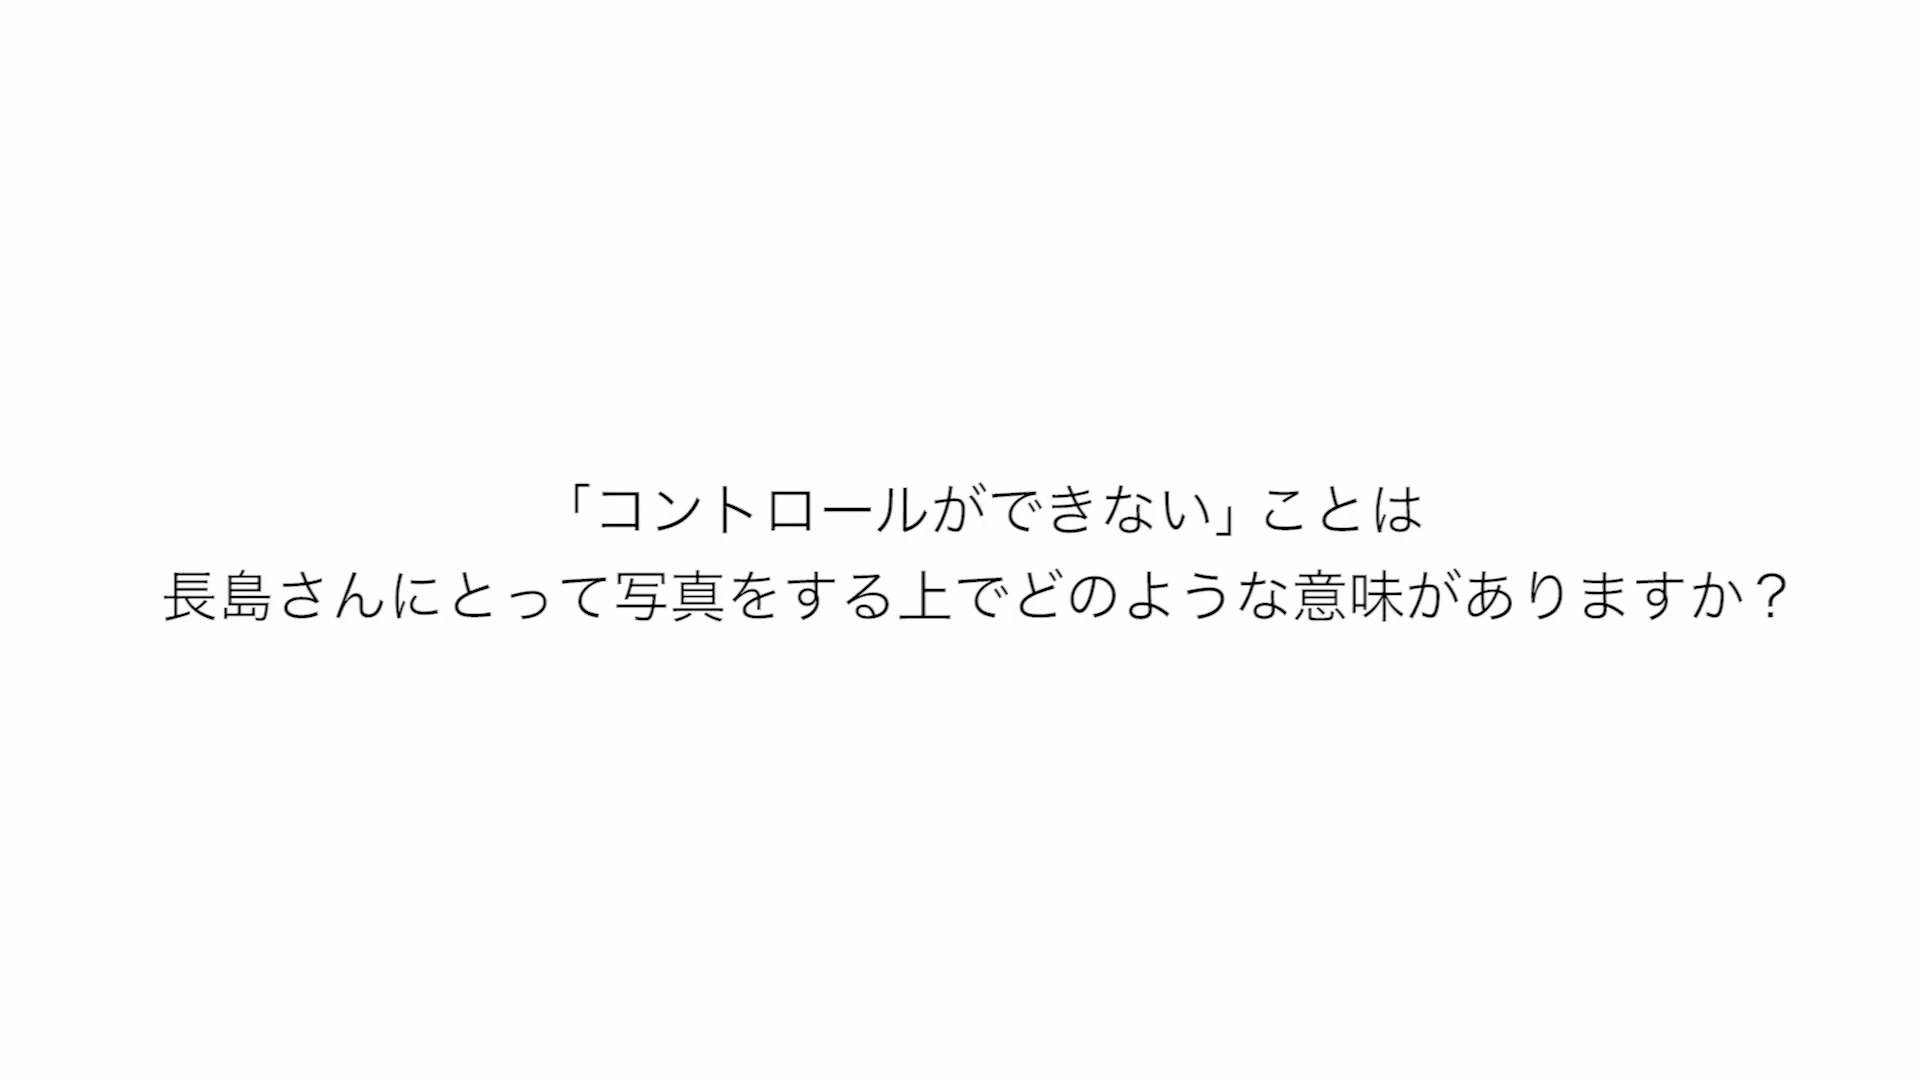 「コントロールができない」ことは
長島さんにとって写真をする上でどのような意味がありますか？